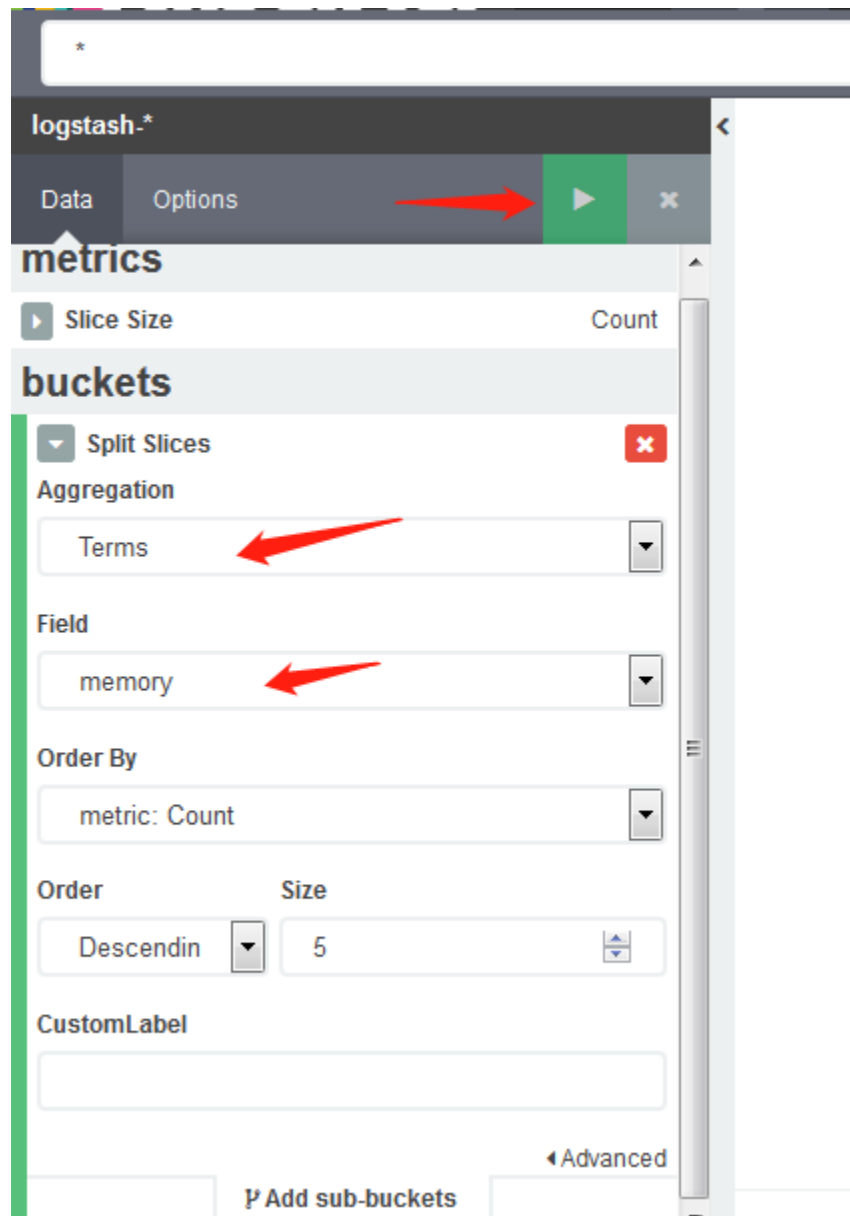 *
logstash-*
Data Options
metrics
Slice Size Count
buckets
Split Slices
Aggregation
Terms
Field
memory
Order By
metric: Count
Order Size
Descendin 5
CustomLabel
Advanced
Add sub-buckets